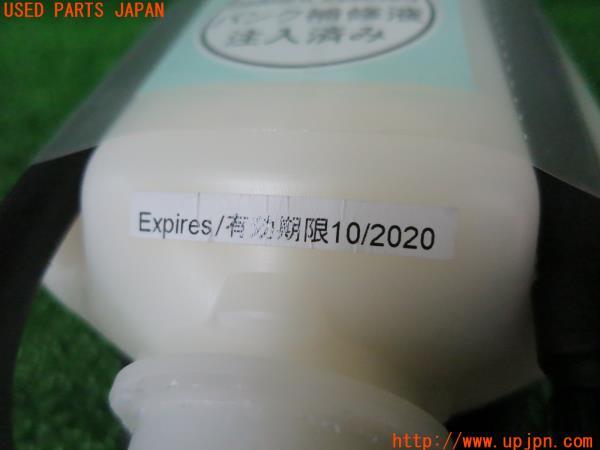 USED PARTS JAPAN
パンク補修液
注入済み
Expires/有効期限10/2020
http://www.upjpn.com